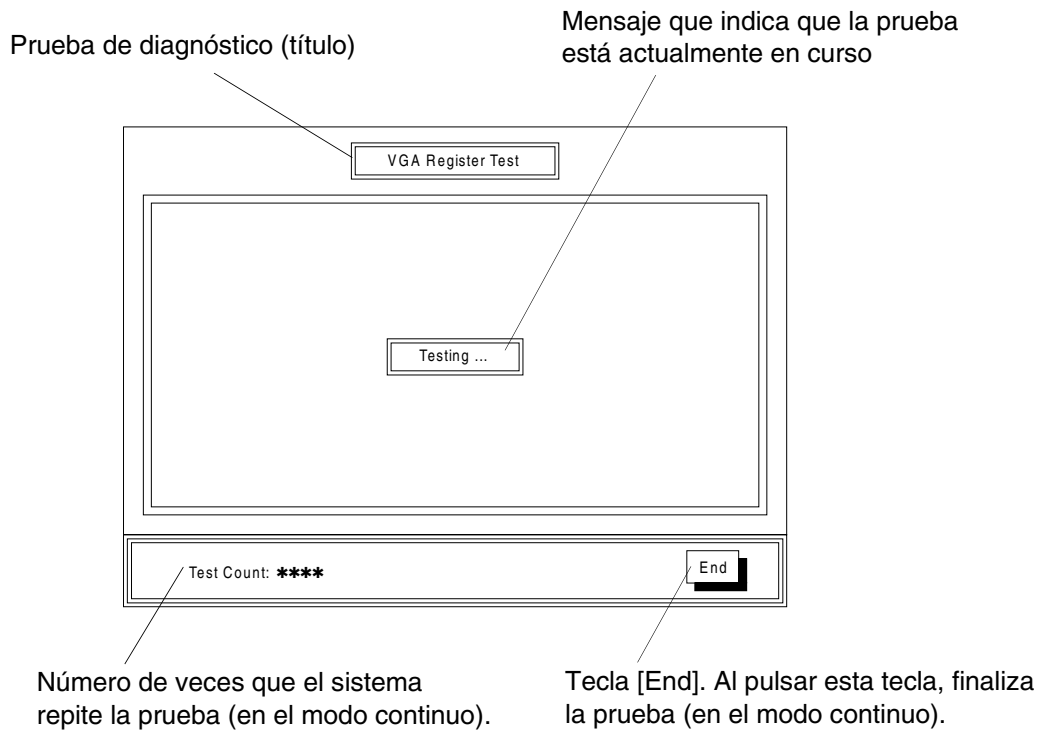 Mensaje que indica que la prueba
está actualmente en curso
Prueba de diagnóstico (título)
VGA Register Test
Testing ...
Test Count: ****
End
Número de veces que el sistema
repite la prueba (en el modo continuo).
Tecla [End]. Al pulsar esta tecla, finaliza
la prueba (en el modo continuo).